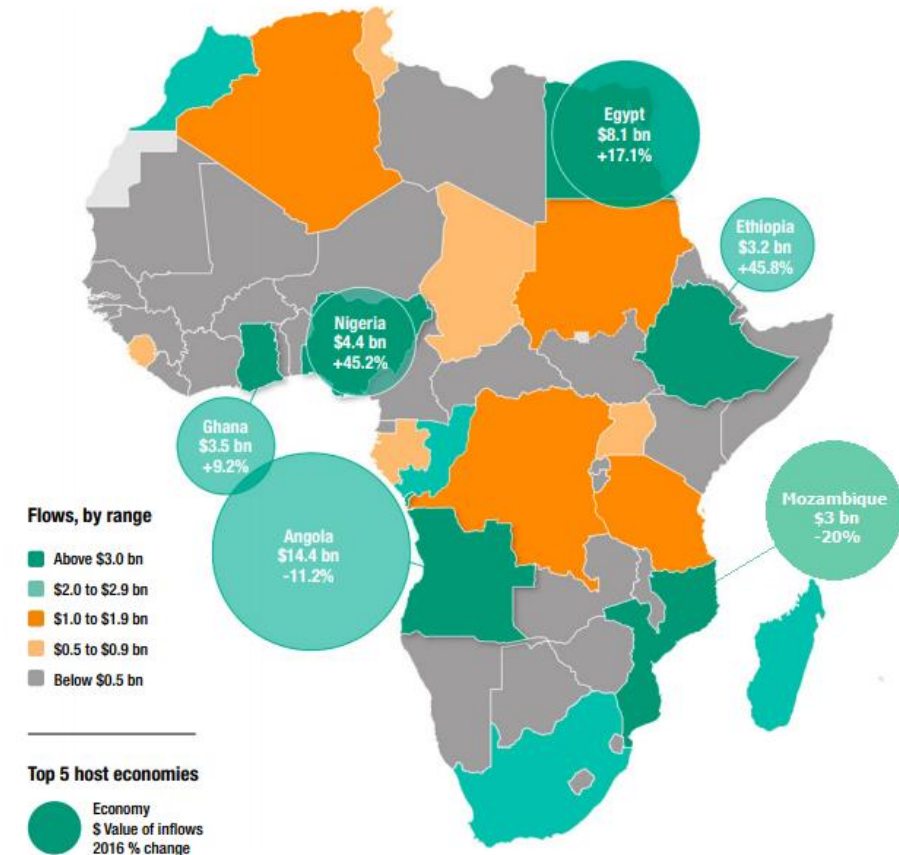 Egypt
$8.1 bn
+17.1%
Ethiopia
$3.2 bn
+45.8%
Nigeria
$4.4 bn
+45.2%
Ghana
$3.5 bn
+9.2%
Angola
$14.4 bn
-11.2%
Mozambique
$3 bn
-20%
Flows, by range
Above $3.0 bn
$2.0 to $2.9 bn
$1.0 to $1.9 bn
$0.5 to $0.9 bn
Below $0.5 bn
Top 5 host economies
Economy
$ Value of inflows
2016 % change